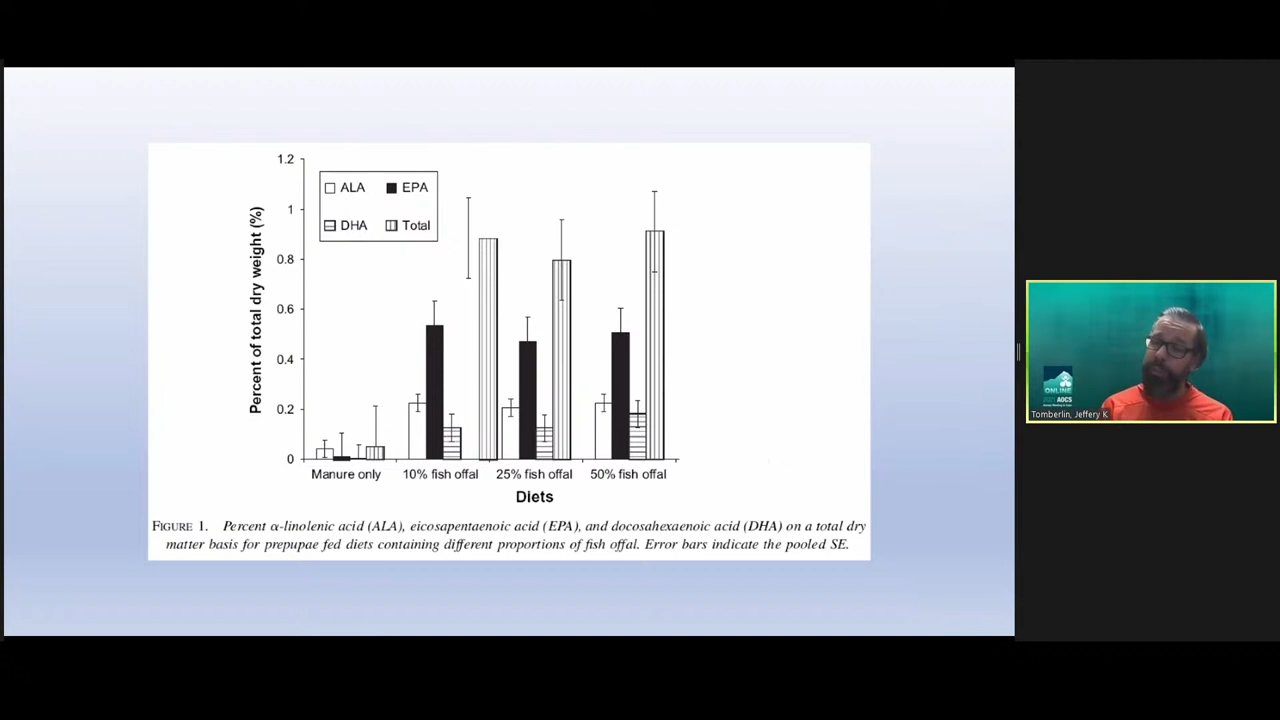 1.2
1
0.8
0.6
0.4
0.2
0
Percent of total dry weight (%)
ALA EPA
DHA Total
Manure only 10% fish offal 25% fish offal 50% fish offal
Diets
FIGURE 1. Percent α-linolenic acid (ALA), eicosapentaenoic acid (EPA), and docosahexaenoic acid (DHA) on a total dry
matter basis for prepupae fed diets containing different proportions of fish offal. Error bars indicate the pooled SE.
ONLINE
AOCS
Tomberlin, Jeffery K